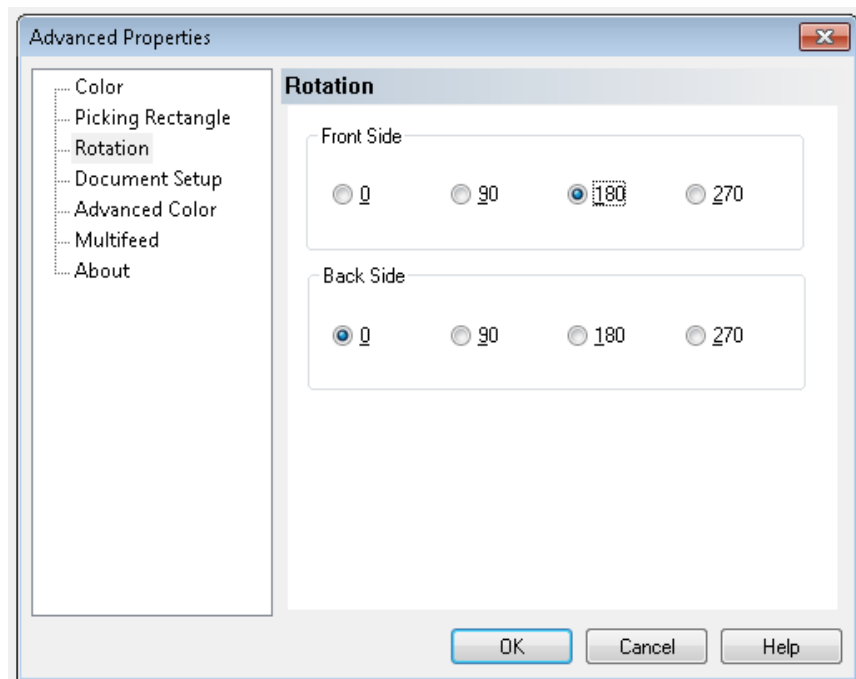 Advanced Properties
Color
Picking Rectangle
Rotation
Document Setup
Advanced Color
Multifeed
About
Rotation
Front Side
0 90 180 270
Back Side
0 90 180 270
OK Cancel Help